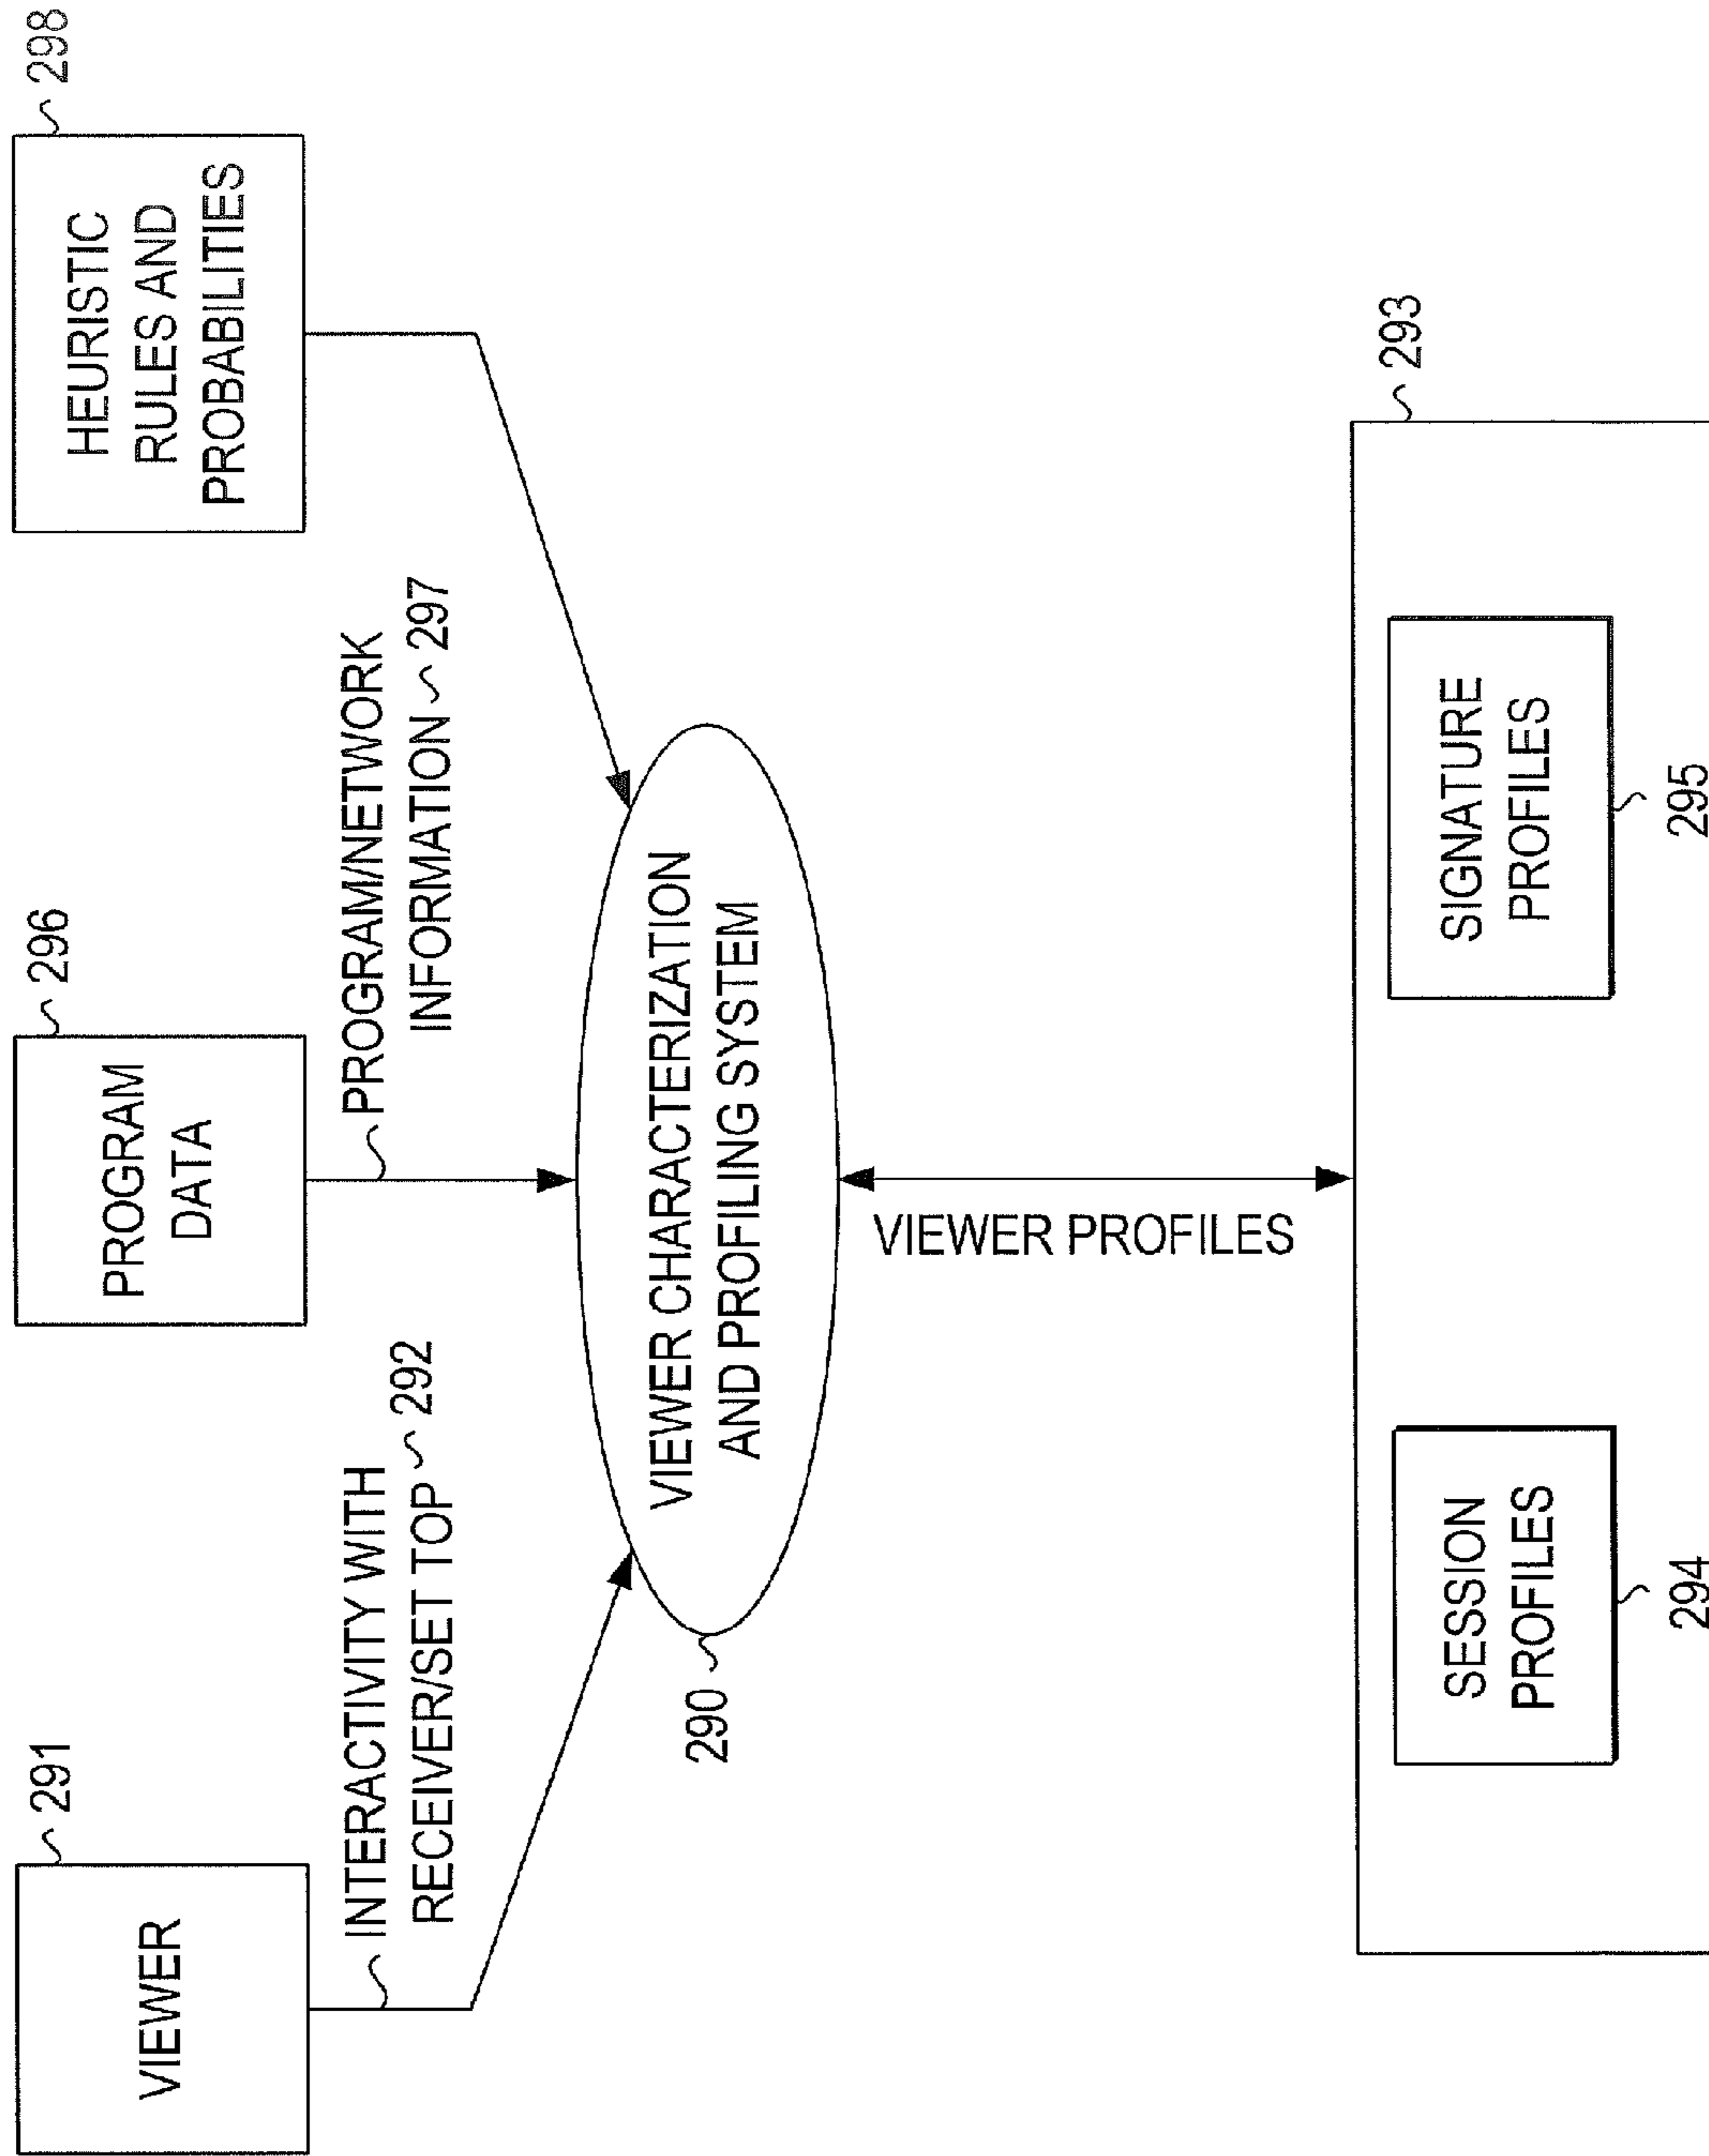 VIEWER
291
INTERACTIVITY WITH
RECEIVER/SET TOP 292
PROGRAM
DATA
296
PROGRAM/NETWORK
INFORMATION 297
HEURISTIC
RULES AND
PROBABILITIES
298
VIEWER CHARACTERIZATION
AND PROFILING SYSTEM
290
VIEWER PROFILES
293
SESSION
PROFILES
294
SIGNATURE
PROFILES
295